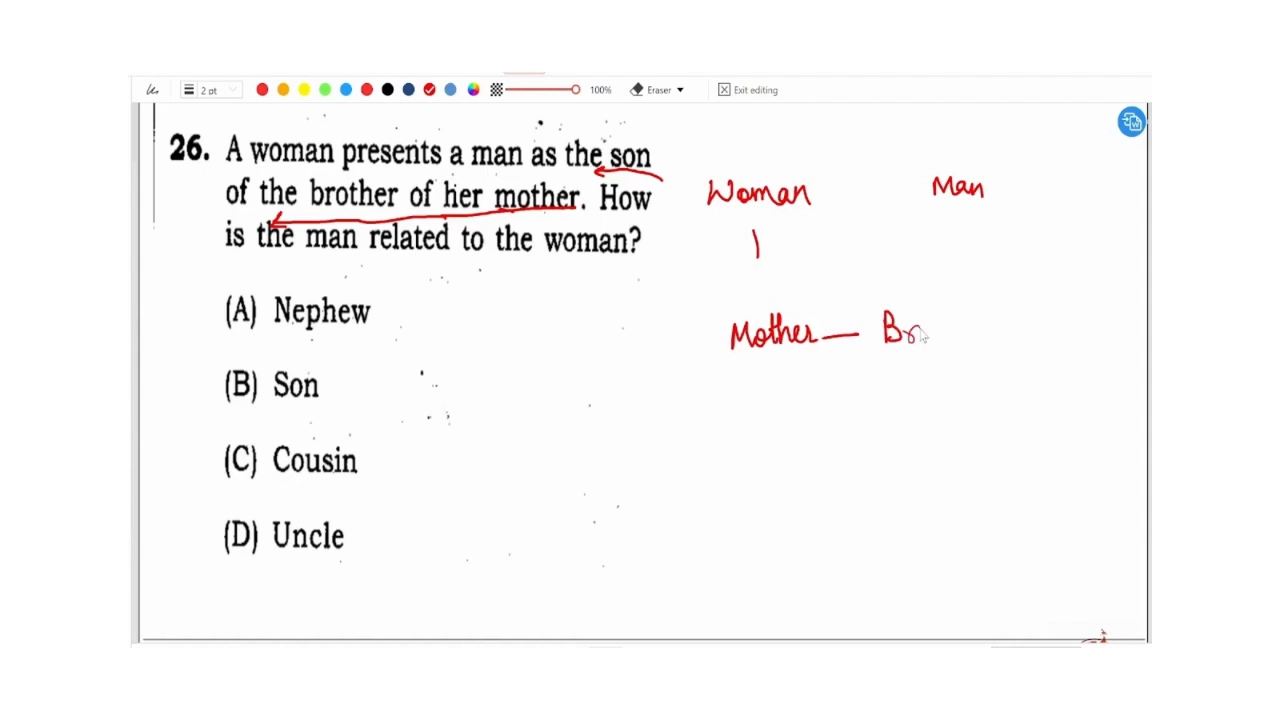 2 pt
100%
Eraser
Exit editing
26. A woman presents a man as the son
of the brother of her mother. How
is the man related to the woman?
(A) Nephew
(B) Son
(C) Cousin
(D) Uncle
Woman Man
Mother — Br